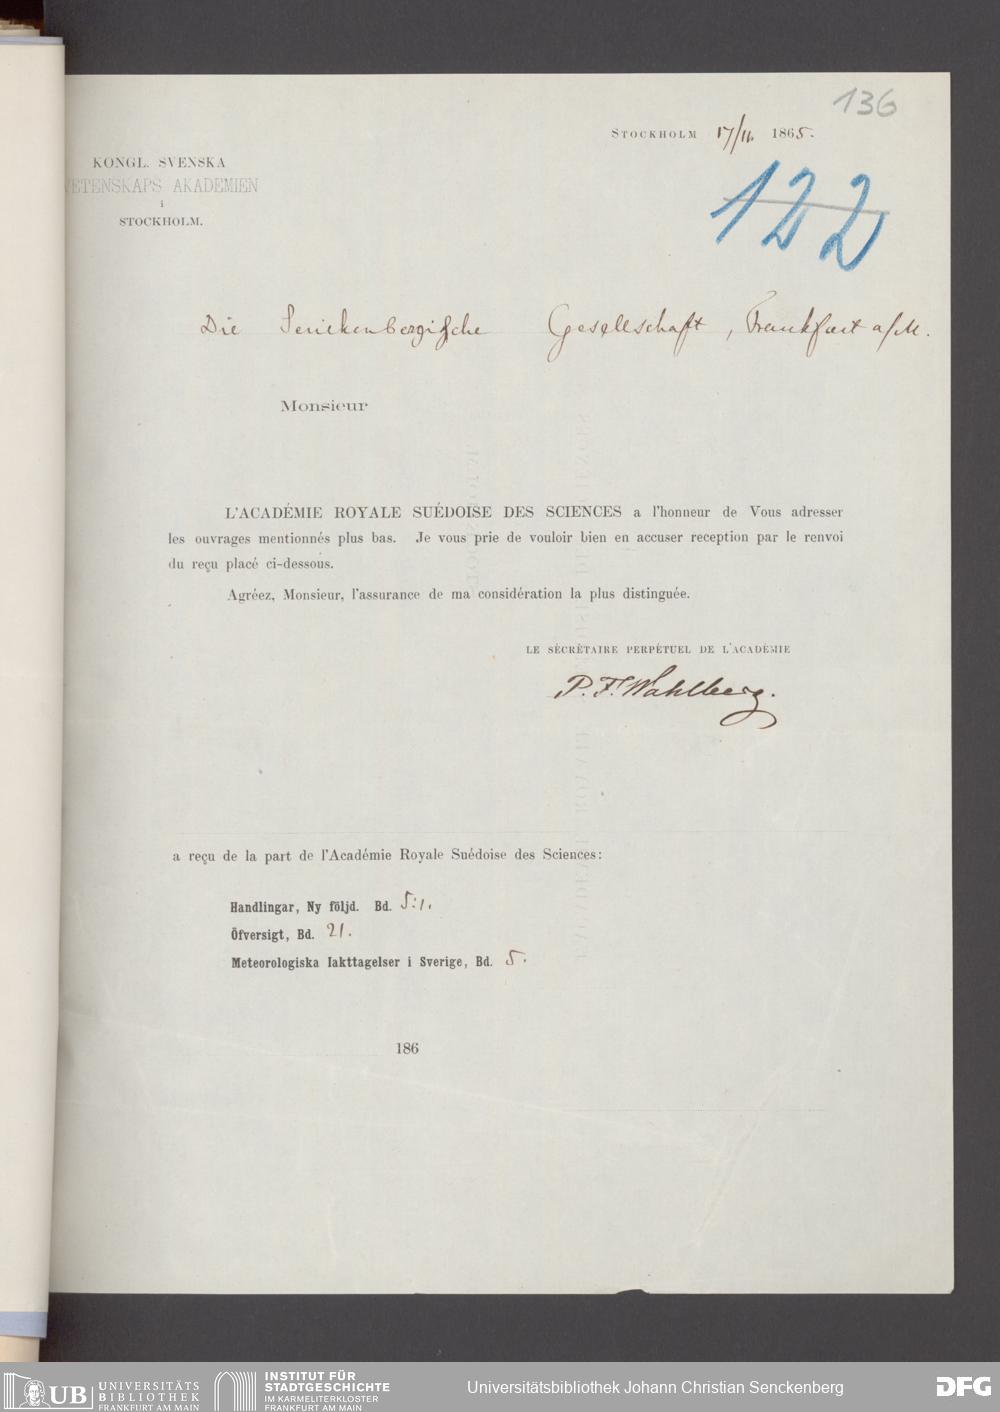 136
STOCKHOLM 17/11. 1865.
KONGL. SVENSKA
VETENSKAPS AKADEMIEN
i
STOCKHOLM.
122
Die Senckenbergische Gesellschaft, Frankfurt a/M.
Monsieur
L'ACADÉMIE ROYALE SUÉDOISE DES SCIENCES a l'honneur de Vous adresser
les ouvrages mentionnés plus bas. Je vous prie de vouloir bien en accuser reception par le renvoi
du reçu placé ci-dessous.
Agréez, Monsieur, l'assurance de ma considération la plus distinguée.
LE SÉCRÉTAIRE PERPÉTUEL DE L'ACADÉMIE
P. F. Wahlberg.
a reçu de la part de l'Académie Royale Suédoise des Sciences:
Handlingar, Ny följd. Bd. 5:1.
Öfversigt, Bd. 21.
Meteorologiska Iakttagelser i Sverige, Bd. 5.
186
UB UNIVERSITÄTS
BIBLIOTHEK
FRANKFURT AM MAIN
INSTITUT FÜR
STADTGESCHICHTE
IM KARMELITERKLOSTER
FRANKFURT AM MAIN
Universitätsbibliothek Johann Christian Senckenberg
DFG